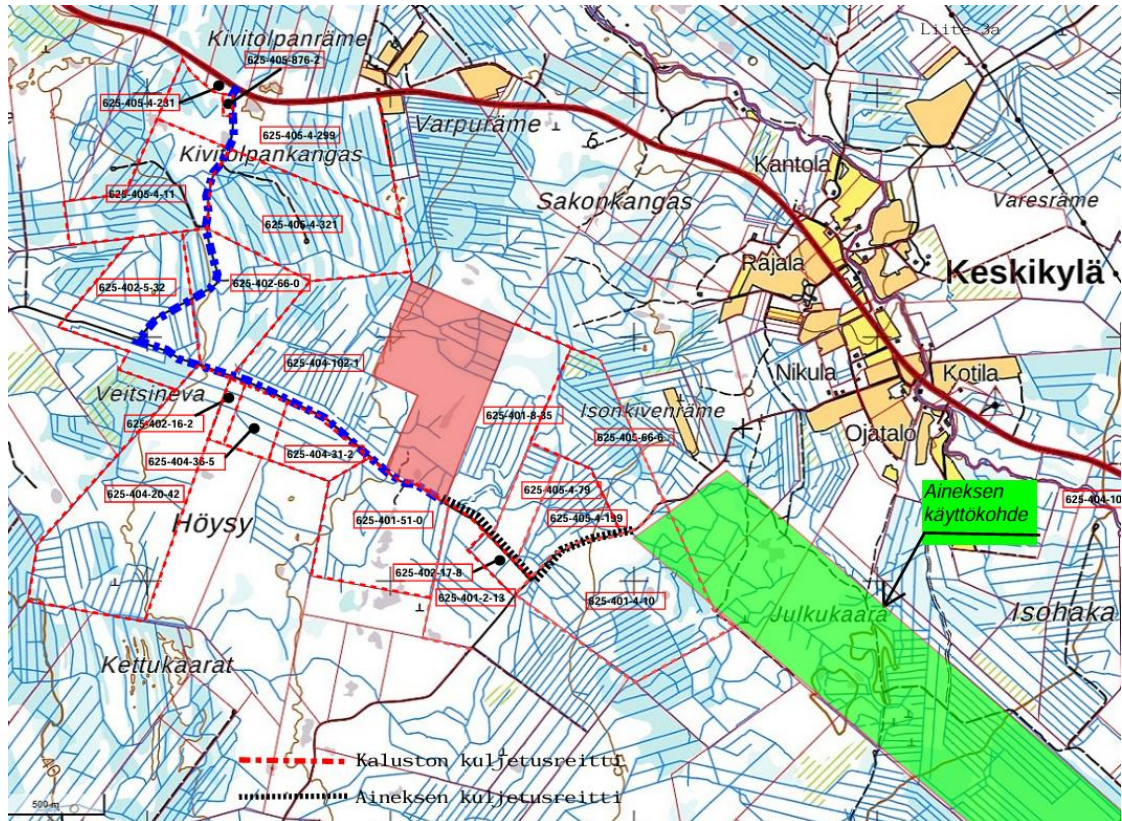 Liite 3a
Kivitolpanräme
625-405-876-2
625-405-4-231
625-405-4-299
Varpuräme
Kivitolpankangas
Kantola
625-405-4-11
Sakonkangas
Varesräme
625-405-4-321
Rajala
Keskikylä
625-402-5-32
625-402-66-0
625-404-102-1
Nikula
Kotila
Veitsineva
625-402-16-2
625-401-8-35
Isonkivenräme
625-405-66-6
Ojatalo
625-404-36-5
625-404-31-2
625-404-20-42
625-405-4-79
Aineksen
käyttökohde
625-404-10
Höysy
625-401-51-0
625-405-4-199
625-402-17-8
625-401-2-13
625-401-4-10
Julkukaara
Isohaka
Kettukaarat
Kaluston kuljetusreitti
Aineksen kuljetusreitti
40
500 m